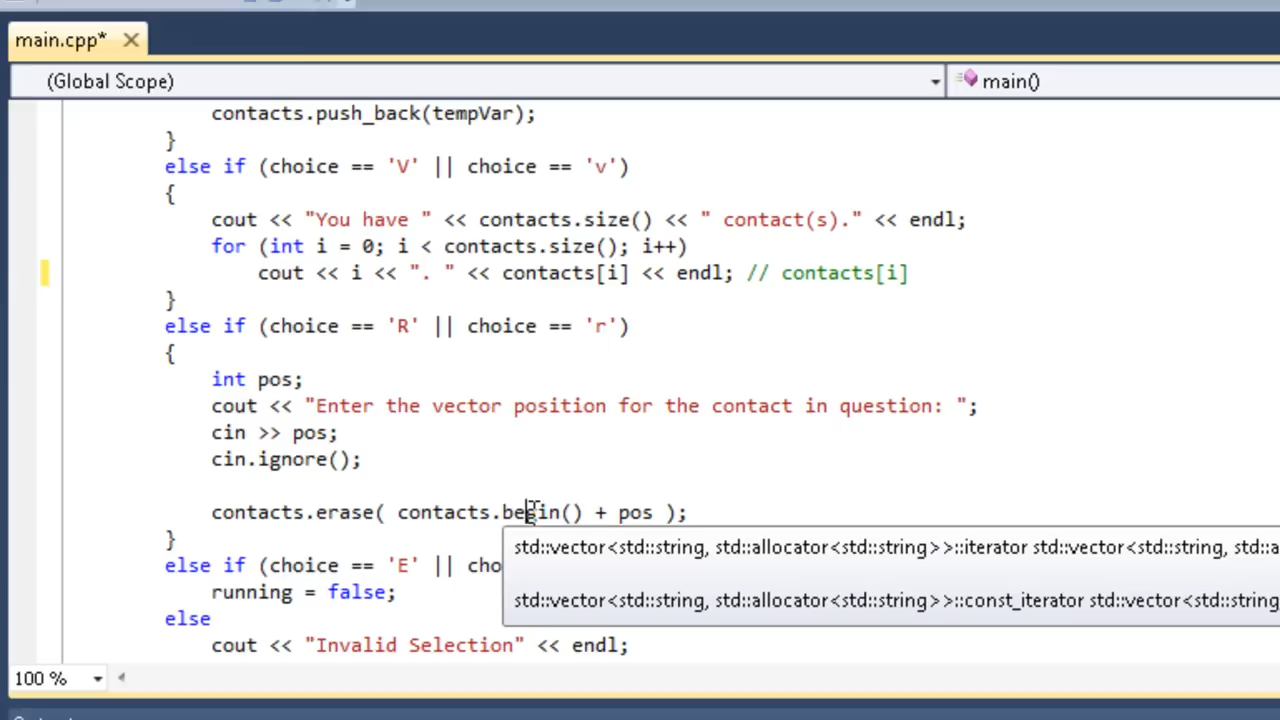 main.cpp*
(Global Scope)
main()
contacts.push_back(tempVar);
}
else if (choice == 'V' || choice == 'v')
{
cout << "You have " << contacts.size() << " contact(s)." << endl;
for (int i = 0; i < contacts.size(); i++)
cout << i << ". " << contacts[i] << endl; // contacts[i]
}
else if (choice == 'R' || choice == 'r')
{
int pos;
cout << "Enter the vector position for the contact in question: ";
cin >> pos;
cin.ignore();
contacts.erase( contacts.begin() + pos );
}
std::vector<std::string, std::allocator<std::string>>::iterator std::vector<std::string, std::a
else if (choice == 'E' || cho
running = false;
std::vector<std::string, std::allocator<std::string>>::const_iterator std::vector<std::string
else
cout << "Invalid Selection" << endl;
100 %